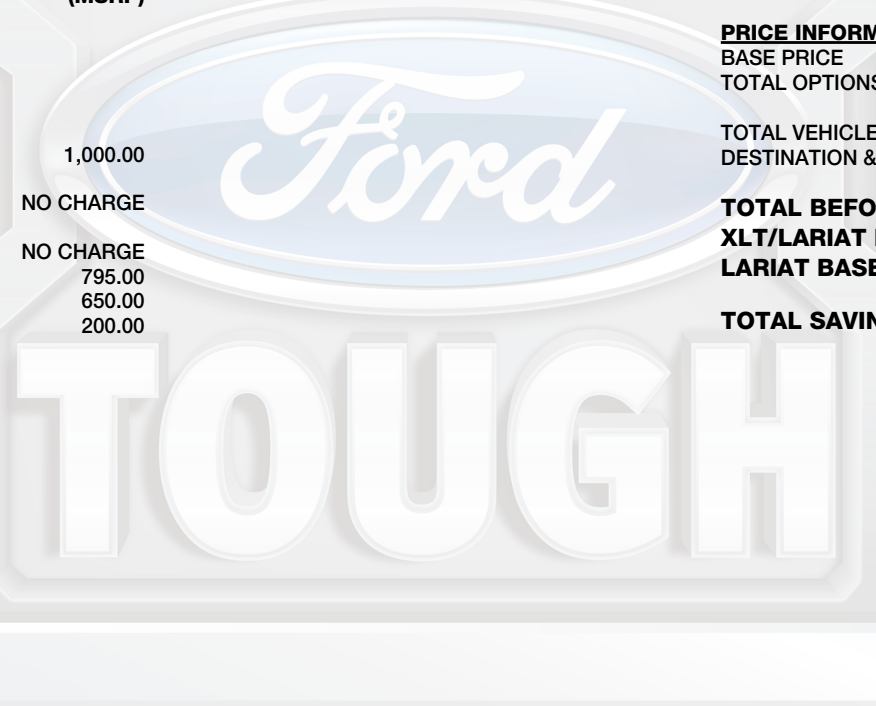 (MSRP)
1,000.00
NO CHARGE
NO CHARGE
795.00
650.00
200.00
PRICE INFORM
BASE PRICE
TOTAL OPTIONS
TOTAL VEHICLE
DESTINATION &
TOTAL BEFO
XLT/LARIAT
LARIAT BASE
TOTAL SAVIN
Ford
TOUGH